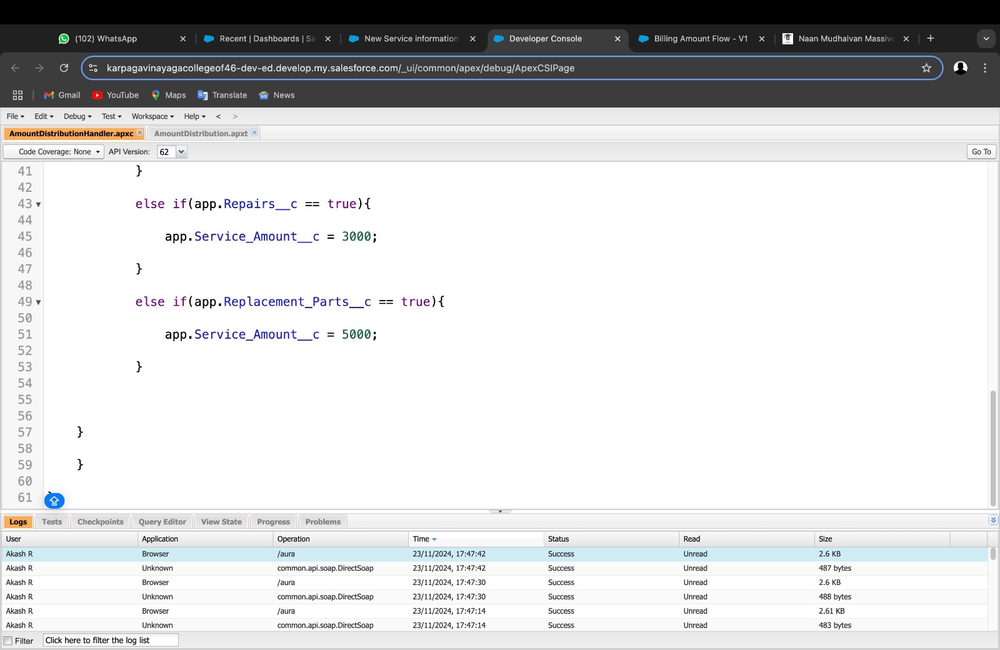 (102) WhatsApp
Recent | Dashboards | Sa
New Service information
Developer Console
Billing Amount Flow - V1
Naan Mudhalvan Massive
karpagavinayagacollegeof46-dev-ed.develop.my.salesforce.com/_ui/common/apex/debug/ApexCSIPage
Gmail YouTube Maps Translate News
File Edit Debug Test Workspace Help < >
AmountDistributionHandler.apxc AmountDistribution.apxt
Code Coverage: None API Version: 62 Go To
41 }
42
43 else if(app.Repairs__c == true){
44
45 app.Service_Amount__c = 3000;
46
47 }
48
49 else if(app.Replacement_Parts__c == true){
50
51 app.Service_Amount__c = 5000;
52
53 }
54
55
56
57 }
58
59 }
60
61
Logs Tests Checkpoints Query Editor View State Progress Problems
User Application Operation Time Status Read Size
Akash R Browser /aura 23/11/2024, 17:47:42 Success Unread 2.6 KB
Akash R Unknown common.api.soap.DirectSoap 23/11/2024, 17:47:42 Success Unread 487 bytes
Akash R Browser /aura 23/11/2024, 17:47:30 Success Unread 2.6 KB
Akash R Unknown common.api.soap.DirectSoap 23/11/2024, 17:47:30 Success Unread 488 bytes
Akash R Browser /aura 23/11/2024, 17:47:14 Success Unread 2.61 KB
Akash R Unknown common.api.soap.DirectSoap 23/11/2024, 17:47:14 Success Unread 483 bytes
Filter Click here to filter the log list